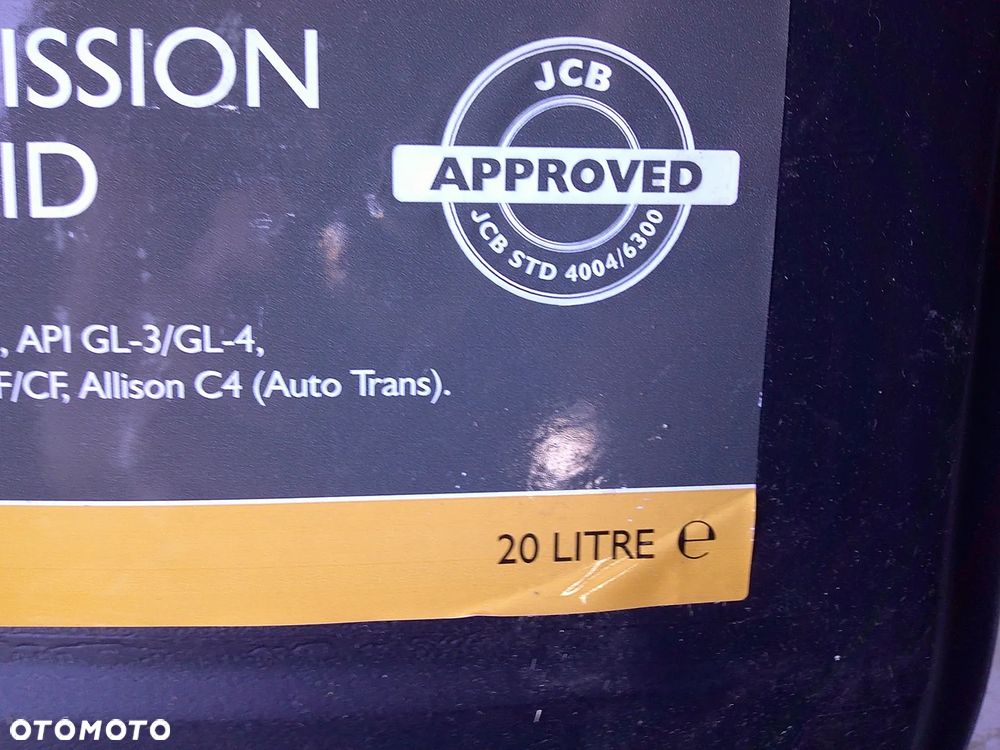 ISSION
ID
JCB
APPROVED
JCB STD 4004/6300
, API GL-3/GL-4,
F/CF, Allison C4 (Auto Trans).
20 LITRE ℮
OTOMOTO